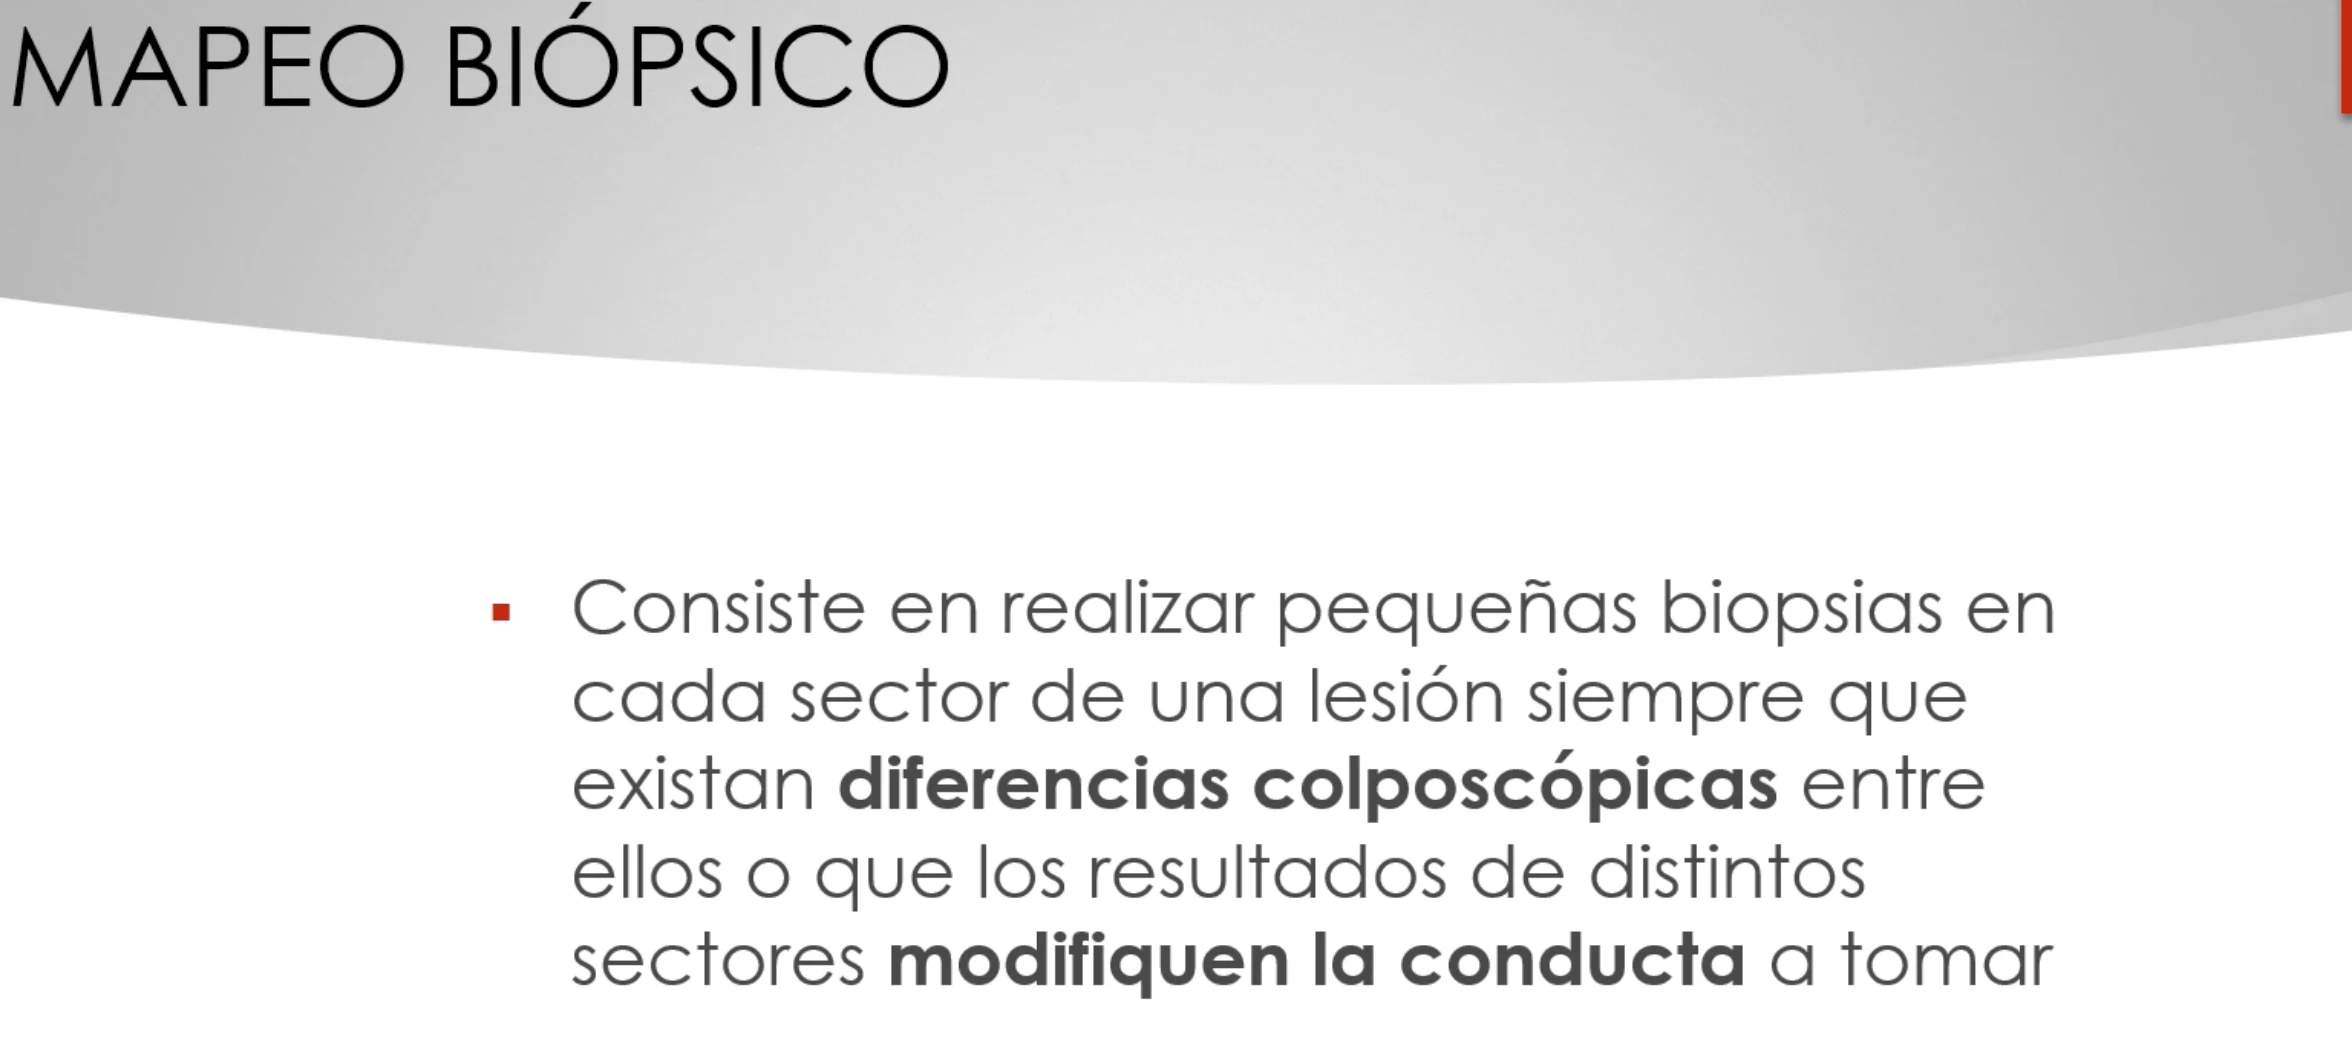 MAPEO BIÓPSICO
▪ Consiste en realizar pequeñas biopsias en
cada sector de una lesión siempre que
existan diferencias colposcópicas entre
ellos o que los resultados de distintos
sectores modifiquen la conducta a tomar